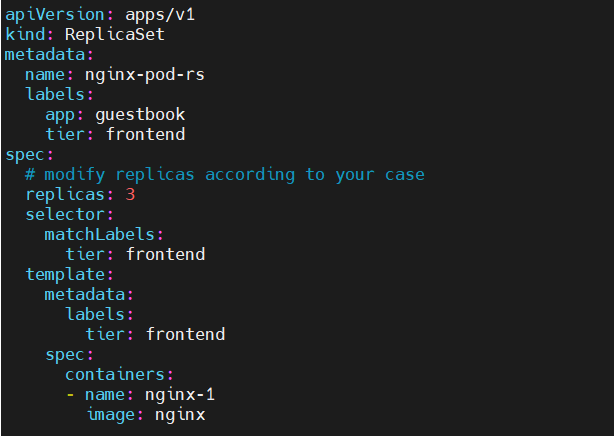 apiVersion: apps/v1
kind: ReplicaSet
metadata:
  name: nginx-pod-rs
  labels:
    app: guestbook
    tier: frontend
spec:
  # modify replicas according to your case
  replicas: 3
  selector:
    matchLabels:
      tier: frontend
  template:
    metadata:
      labels:
        tier: frontend
    spec:
      containers:
      - name: nginx-1
        image: nginx